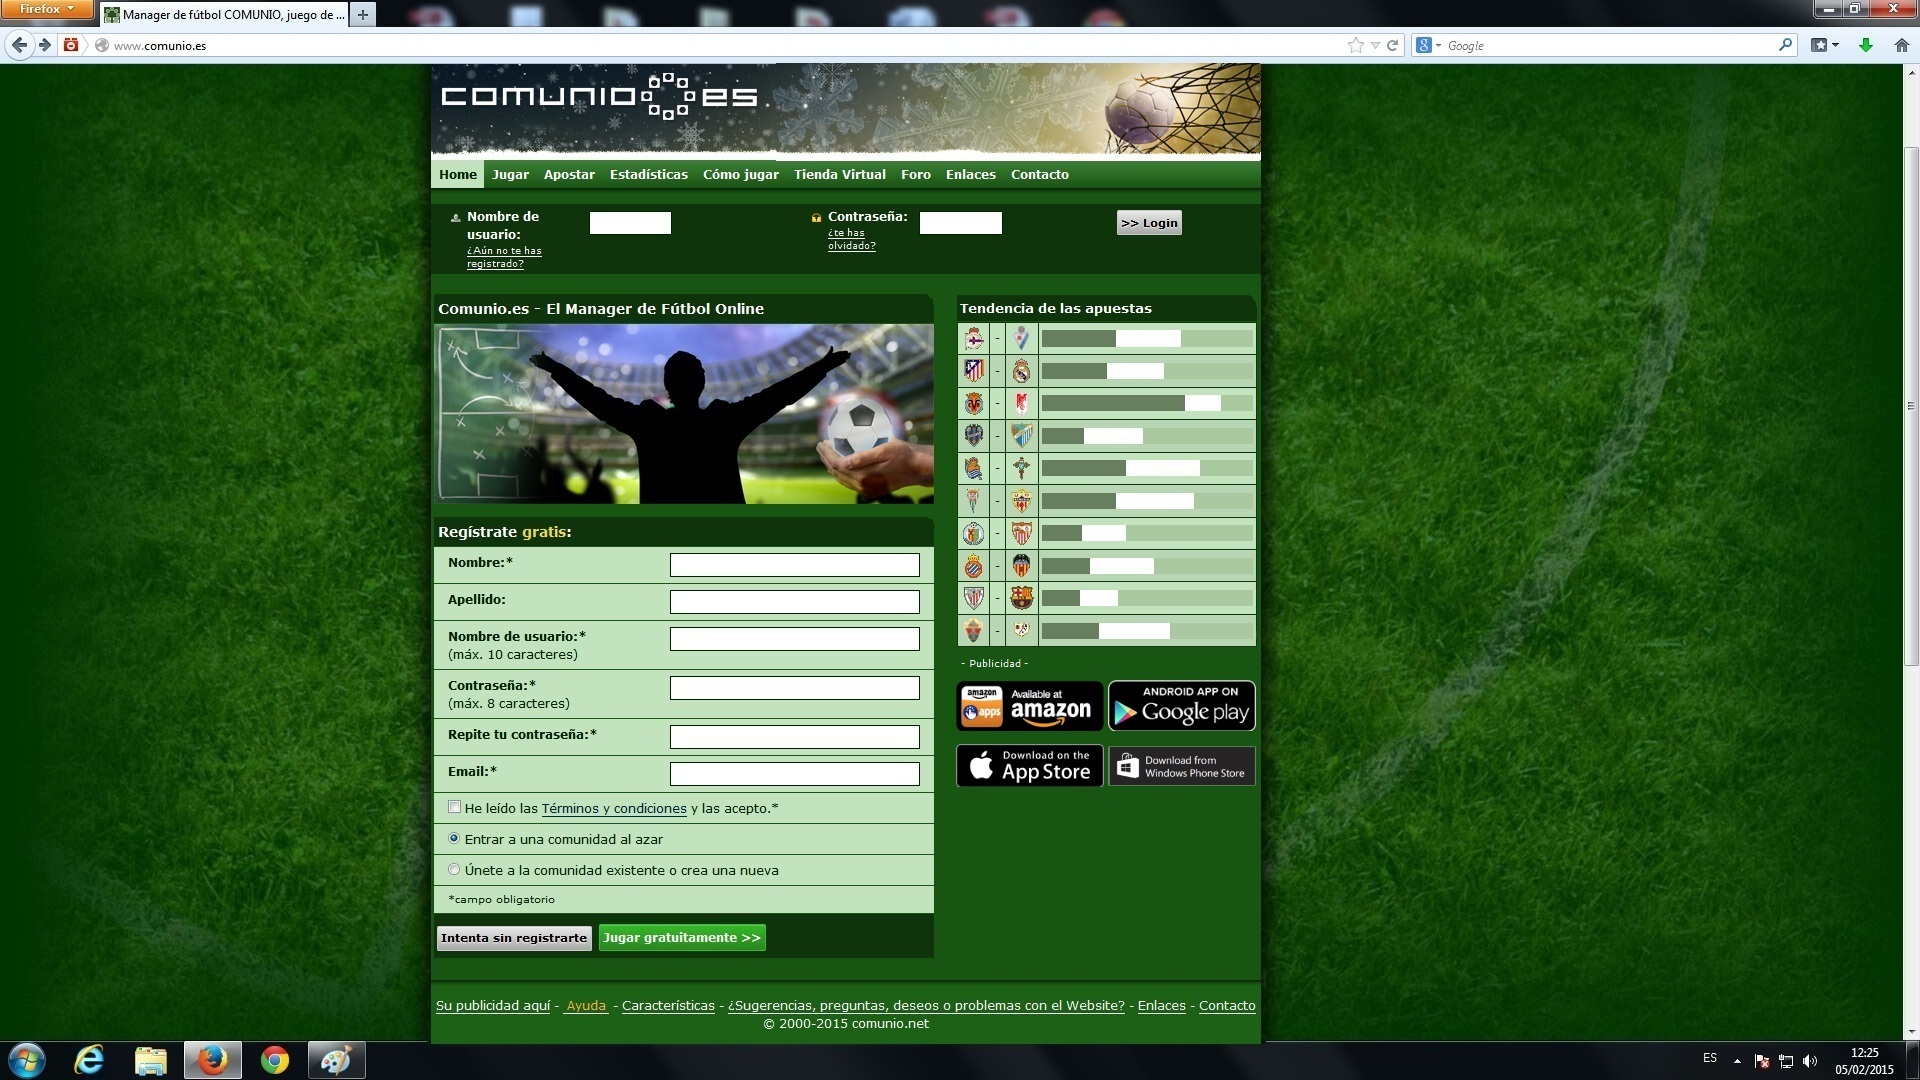 Firefox
Manager de fútbol COMUNIO, juego de ...
www.comunio.es
Google
comunio es
Home Jugar Apostar Estadísticas Cómo jugar Tienda Virtual Foro Enlaces Contacto
Nombre de usuario:
¿Aún no te has registrado?
Contraseña:
¿te has olvidado?
>> Login
Comunio.es - El Manager de Fútbol Online
Tendencia de las apuestas
Regístrate gratis:
Nombre:*
Apellido:
Nombre de usuario:*
(máx. 10 caracteres)
Contraseña:*
(máx. 8 caracteres)
Repite tu contraseña:*
Email:*
He leído las Términos y condiciones y las acepto.*
Entrar a una comunidad al azar
Únete a la comunidad existente o crea una nueva
*campo obligatorio
Intenta sin registrarte
Jugar gratuitamente >>
- Publicidad -
amazon apps
Available at amazon
ANDROID APP ON Google play
Download on the App Store
Download from Windows Phone Store
Su publicidad aquí - Ayuda - Características - ¿Sugerencias, preguntas, deseos o problemas con el Website? - Enlaces - Contacto
© 2000-2015 comunio.net
ES
12:25
05/02/2015